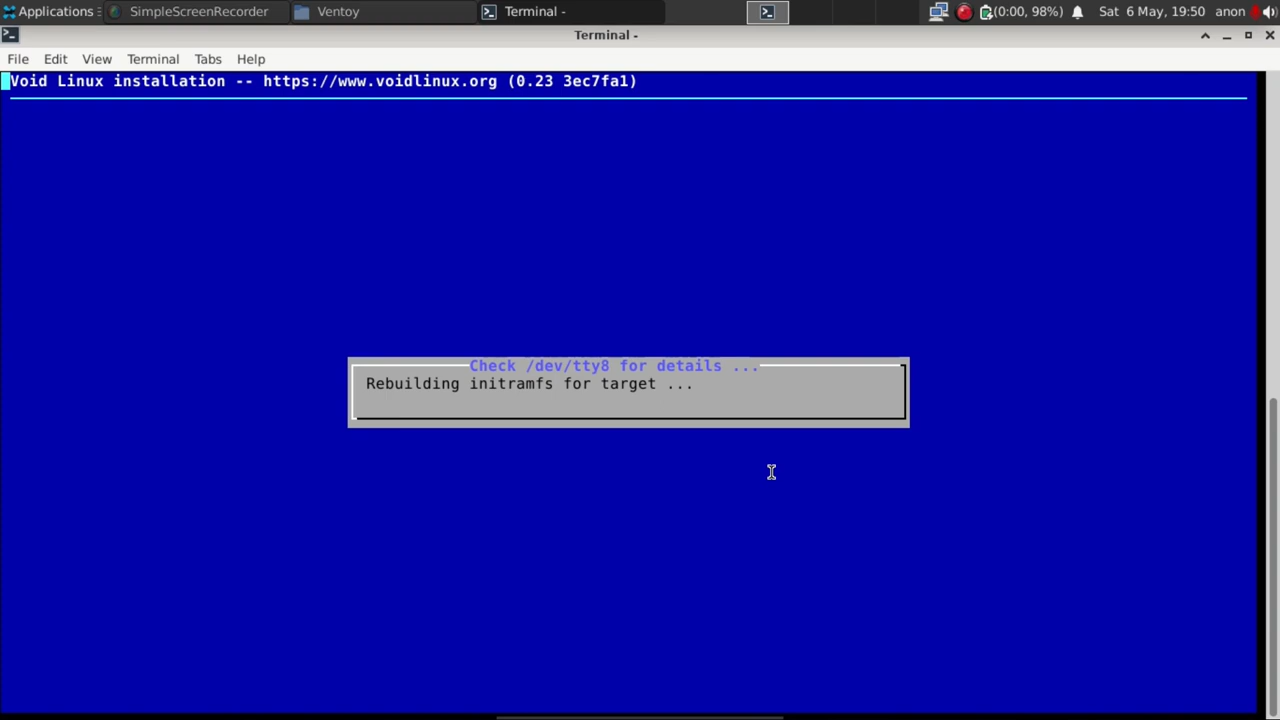 Applications SimpleScreenRecorder Ventoy Terminal - (0:00, 98%) Sat 6 May, 19:50 anon
Terminal -
File Edit View Terminal Tabs Help
Void Linux installation -- https://www.voidlinux.org (0.23 3ec7fa1)
Check /dev/tty8 for details ...
Rebuilding initramfs for target ...